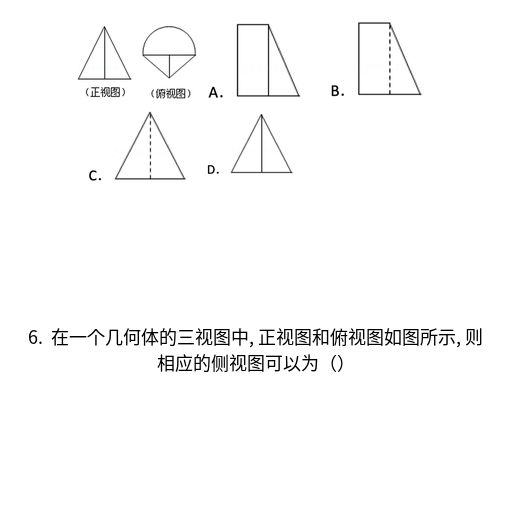 （正视图）
（俯视图）
A.
B.
C.
D.
6. 在一个几何体的三视图中, 正视图和俯视图如图所示, 则
相应的侧视图可以为（）